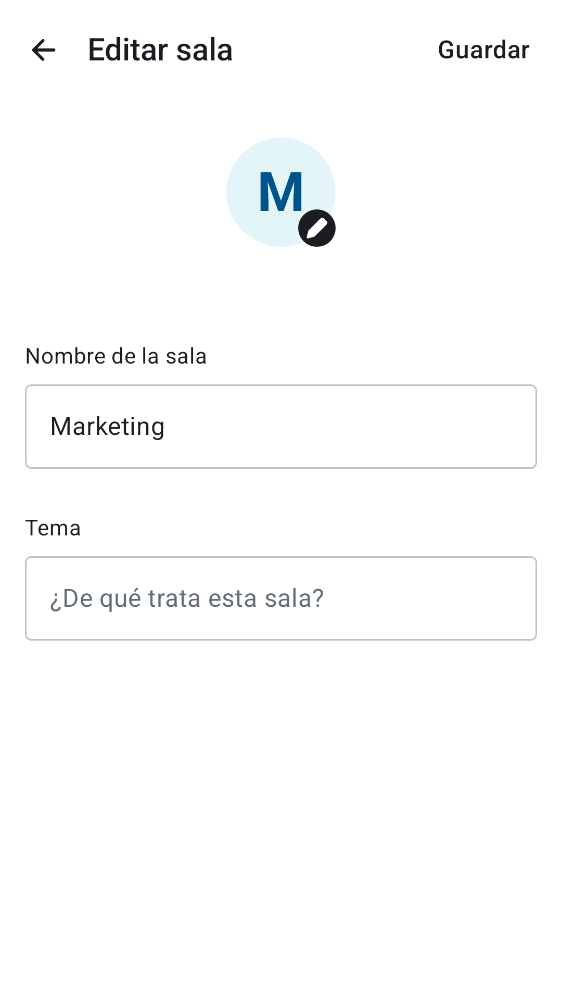 Editar sala
Guardar
M
Nombre de la sala
Marketing
Tema
¿De qué trata esta sala?